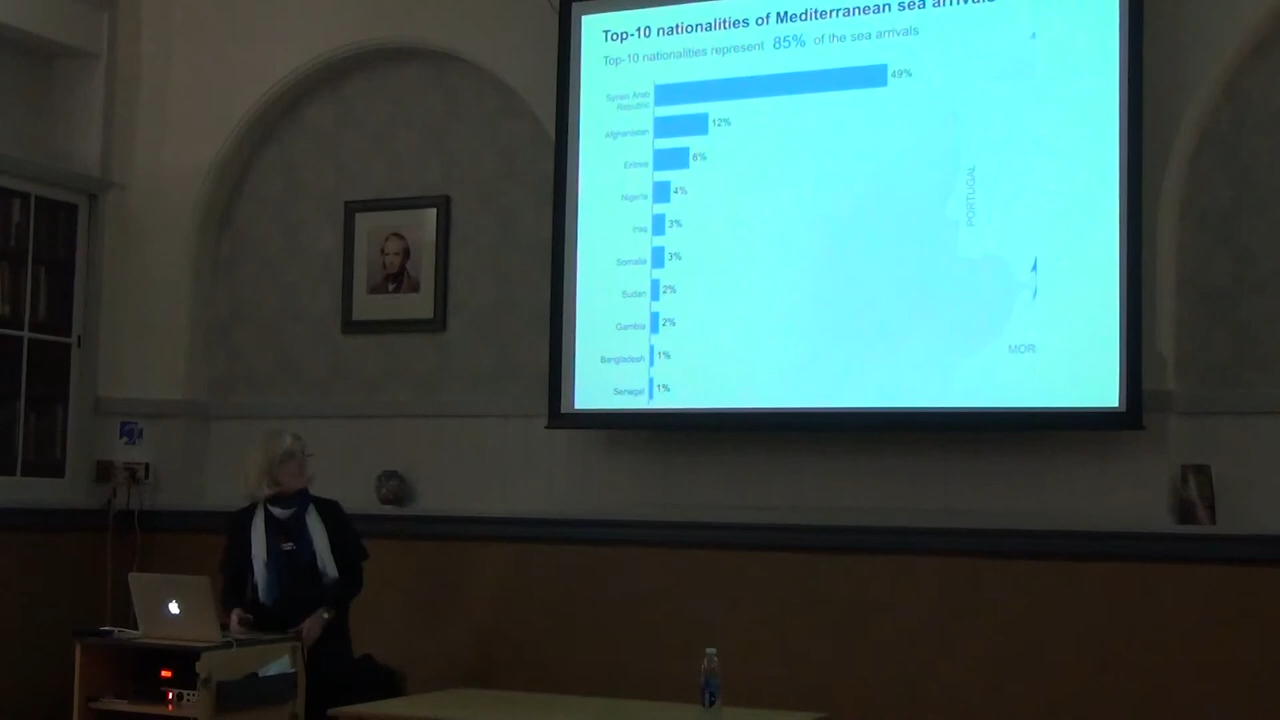 Top-10 nationalities of Mediterranean sea arrivals
Top-10 nationalities represent 85% of the sea arrivals
Syrian Arab
Republic
49%
Afghanistan
12%
Eritrea
6%
Nigeria
4%
Iraq
3%
Somalia
3%
Sudan
2%
Gambia
2%
Bangladesh
1%
Senegal
1%
PORTUGAL
MOR
4